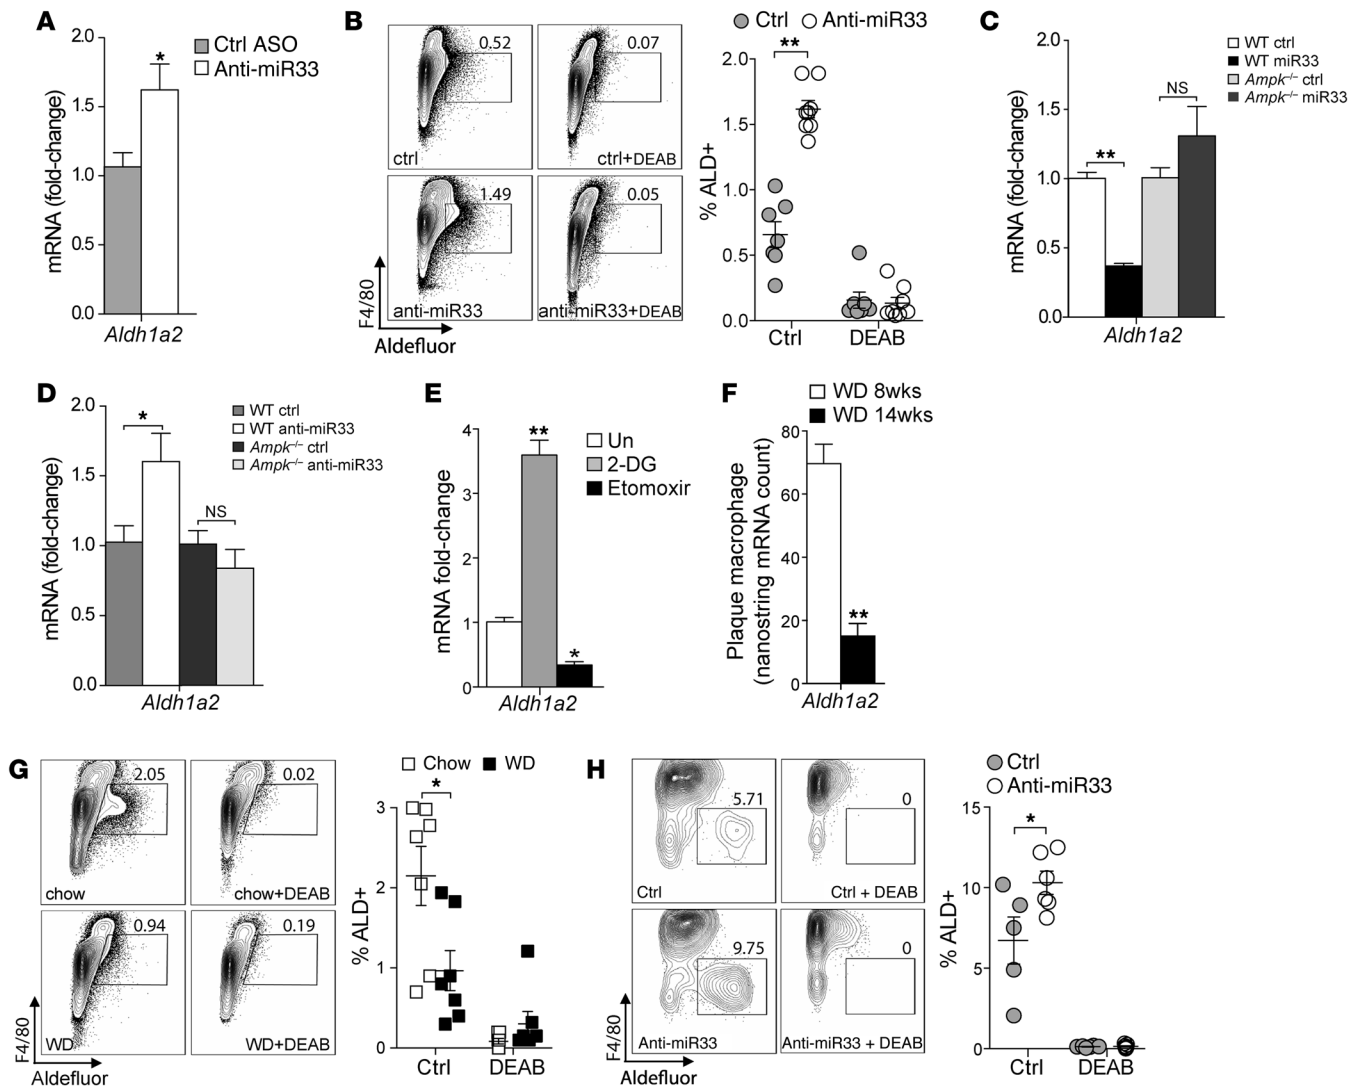 A
2.0
1.5
1.0
0.5
0.0
mRNA (fold-change)
Ctrl ASO
Anti-miR33
*
Aldh1a2
B
0.52
ctrl
0.07
ctrl+DEAB
1.49
anti-miR33
0.05
anti-miR33+DEAB
F4/80
Aldefluor
Ctrl
Anti-miR33
**
2.0
1.5
1.0
0.5
0.0
% ALD+
Ctrl
DEAB
C
2.0
1.5
1.0
0.5
0.0
mRNA (fold-change)
WT ctrl
WT miR33
Ampk–/– ctrl
Ampk–/– miR33
**
NS
Aldh1a2
D
2.0
1.5
1.0
0.5
0.0
mRNA (fold-change)
WT ctrl
WT anti-miR33
Ampk–/– ctrl
Ampk–/– anti-miR33
*
NS
Aldh1a2
E
4
3
2
1
0
mRNA fold-change
Un
2-DG
Etomoxir
**
*
Aldh1a2
F
WD 8wks
WD 14wks
80
60
40
20
0
Plaque macrophage
(nanostring mRNA count)
**
Aldh1a2
G
2.05
chow
0.02
chow+DEAB
0.94
WD
0.19
WD+DEAB
F4/80
Aldefluor
Chow
WD
*
3
2
1
0
% ALD+
Ctrl
DEAB
H
5.71
Ctrl
0
Ctrl + DEAB
9.75
Anti-miR33
0
Anti-miR33 + DEAB
F4/80
Aldefluor
Ctrl
Anti-miR33
*
15
10
5
0
% ALD+
Ctrl
DEAB